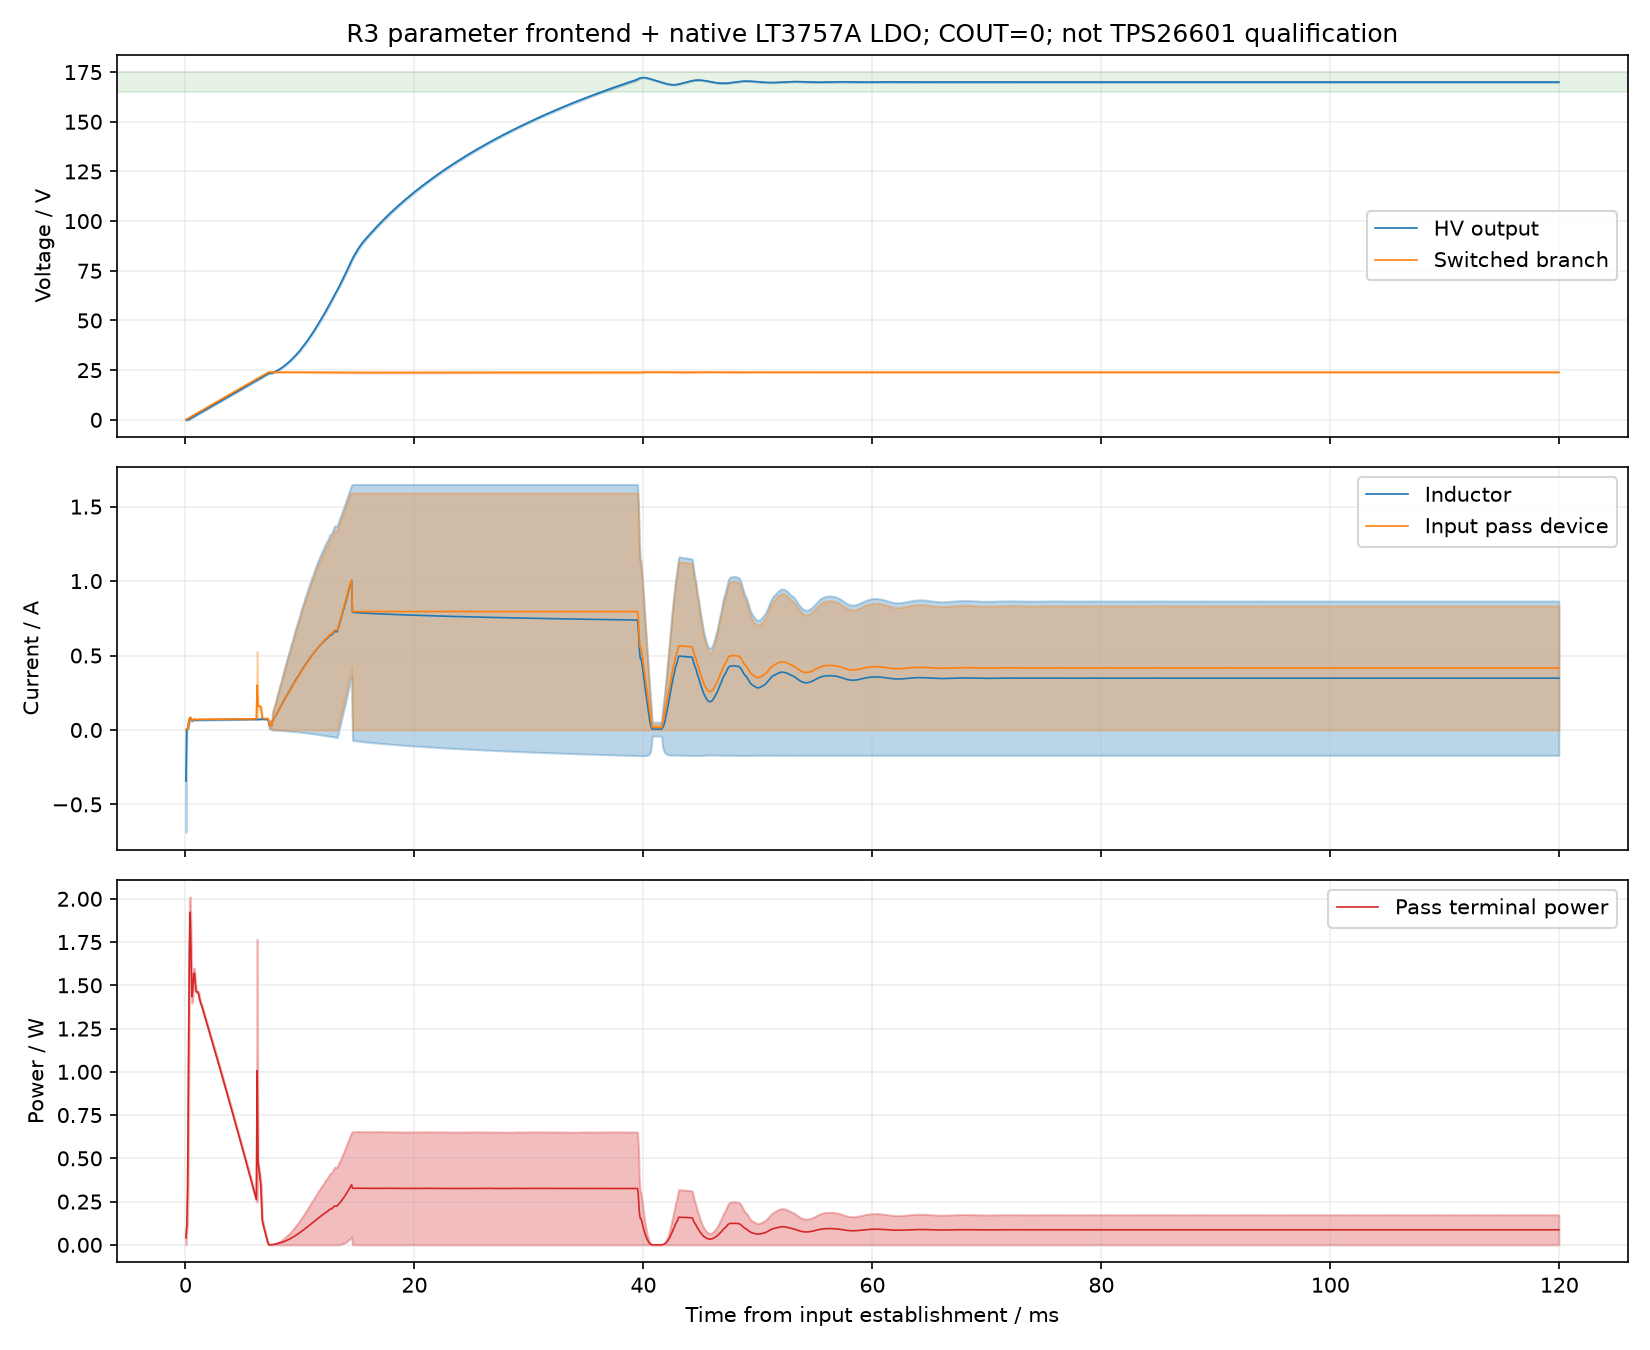 R3 parameter frontend + native LT3757A LDO; COUT=0; not TPS26601 qualification
Voltage / V
175
150
125
100
75
50
25
0
HV output
Switched branch
Current / A
1.5
1.0
0.5
0.0
−0.5
Inductor
Input pass device
Power / W
2.00
1.75
1.50
1.25
1.00
0.75
0.50
0.25
0.00
Pass terminal power
0 20 40 60 80 100 120
Time from input establishment / ms